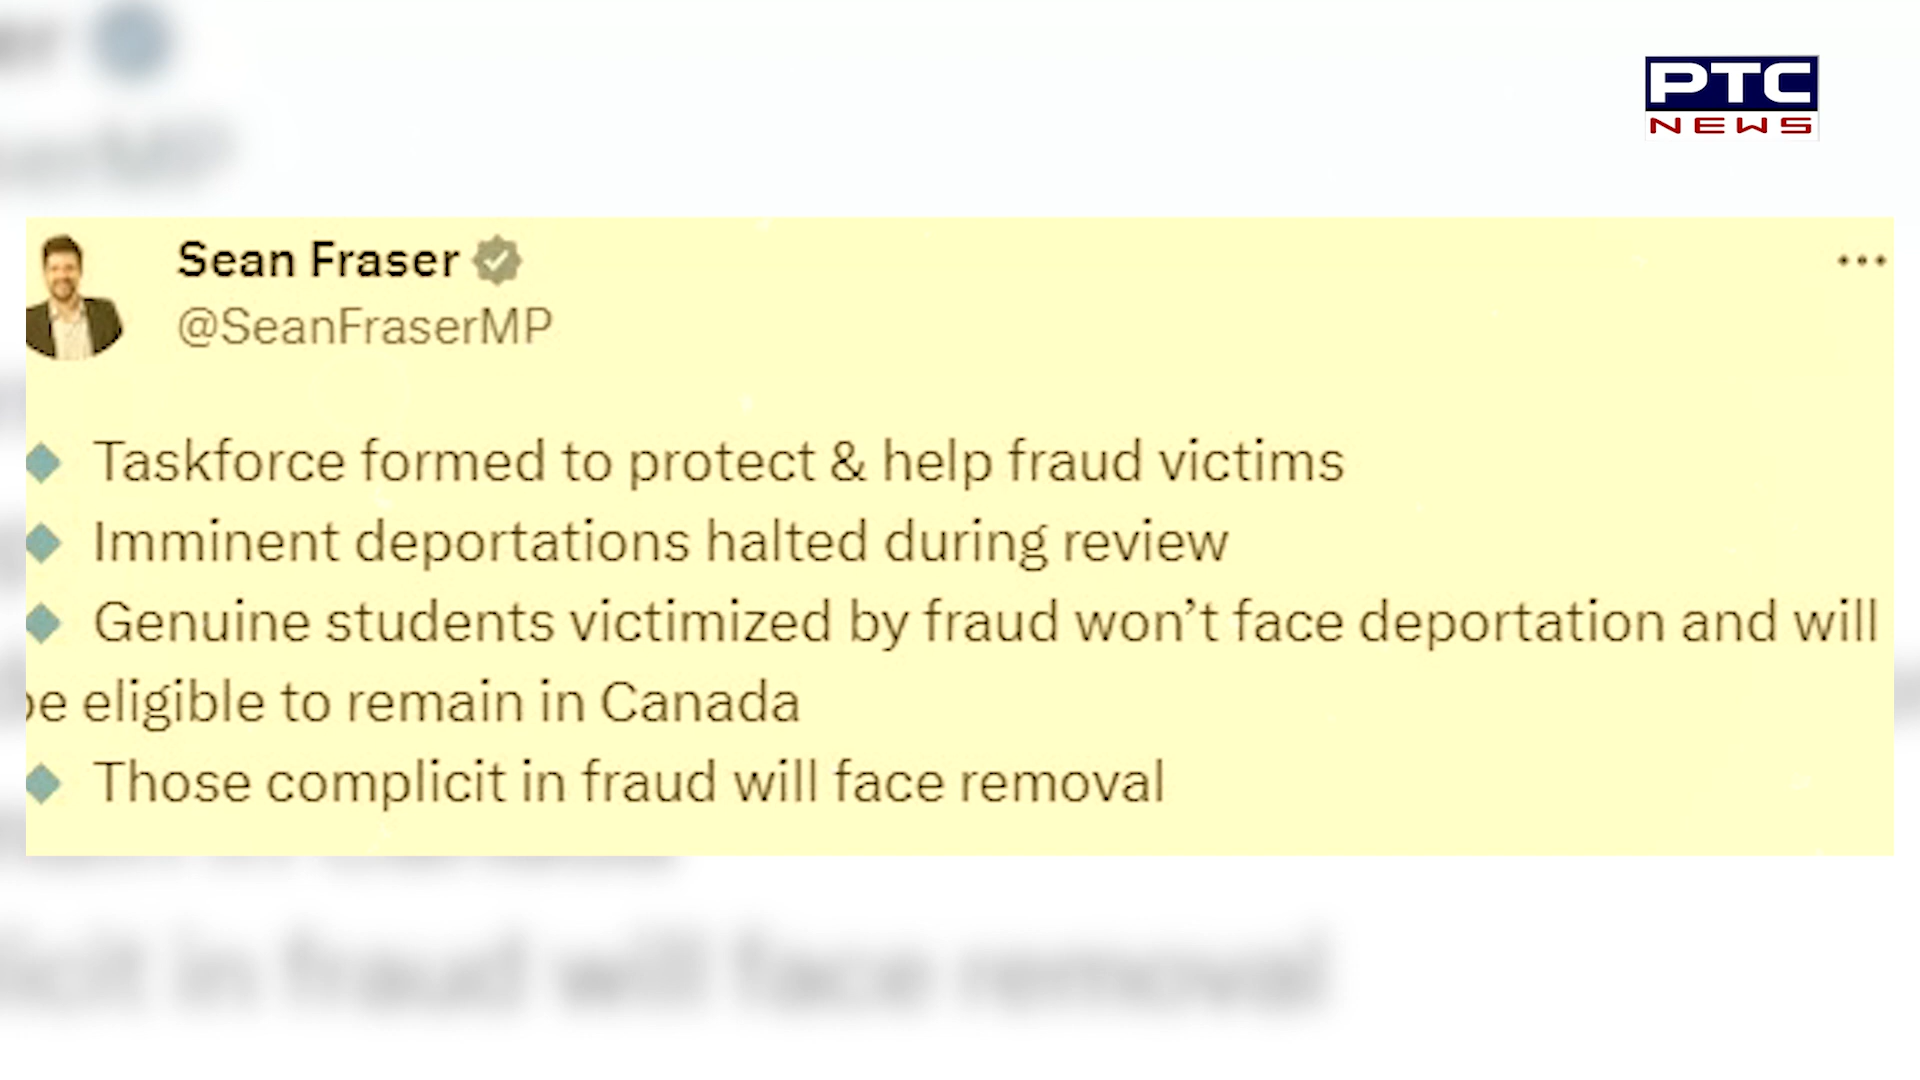 PTC
NEWS
Sean Fraser
@SeanFraserMP
Taskforce formed to protect & help fraud victims
Imminent deportations halted during review
Genuine students victimized by fraud won’t face deportation and will
be eligible to remain in Canada
Those complicit in fraud will face removal